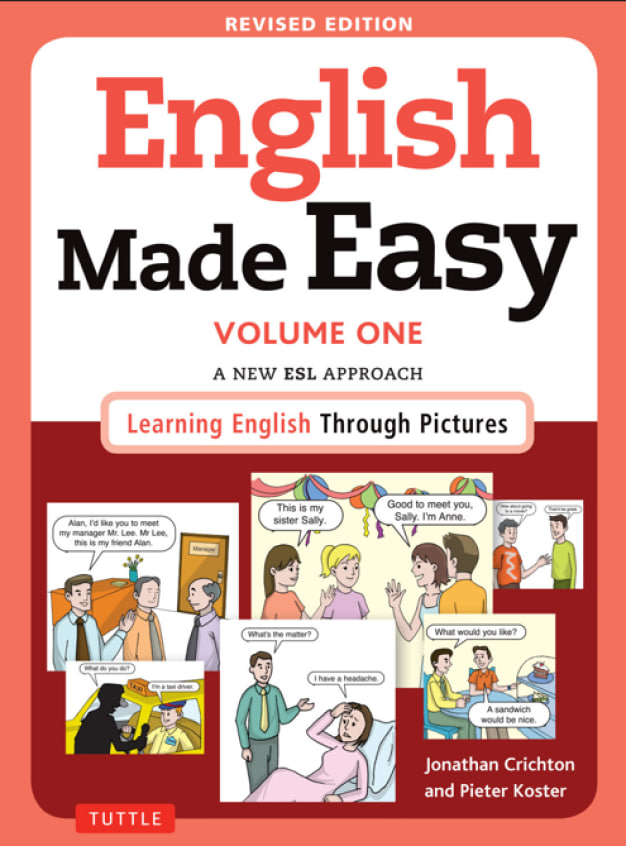 REVISED EDITION
English
Made Easy
VOLUME ONE
A NEW ESL APPROACH
Learning English Through Pictures
Alan, I'd like you to meet
my manager Mr. Lee. Mr Lee,
this is my friend Alan.
Manager
This is my
sister Sally.
Good to meet you,
Sally. I'm Anne.
How about going
to a movie?
That'd be great.
What do you do?
TAXI
I'm a taxi driver.
What's the matter?
I have a headache.
What would you like?
A sandwich
would be nice.
Jonathan Crichton
and Pieter Koster
TUTTLE